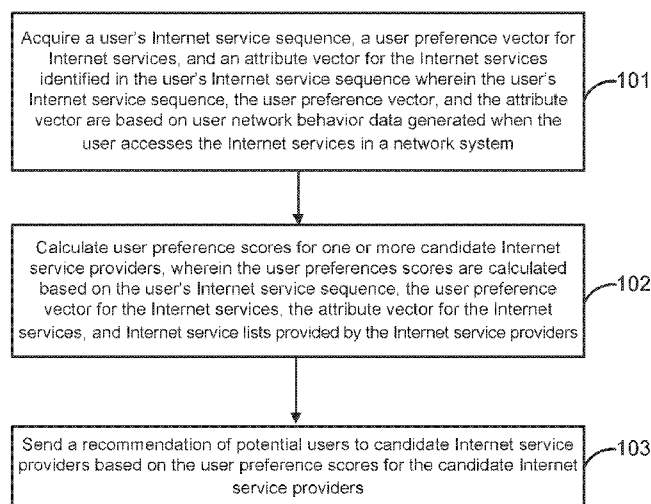 Acquire a user's Internet service sequence, a user preference vector for
Internet services, and an attribute vector for the Internet services
identified in the user's Internet service sequence wherein the user's
Internet service sequence, the user preference vector, and the attribute
vector are based on user network behavior data generated when the
user accesses the Internet services in a network system
101
Calculate user preference scores for one or more candidate Internet
service providers, wherein the user preferences scores are calculated
based on the user's Internet service sequence, the user preference
vector for the Internet services, the attribute vector for the Internet
services, and Internet service lists provided by the Internet service providers
102
Send a recommendation of potential users to candidate Internet service
providers based on the user preference scores for the candidate Internet
service providers
103